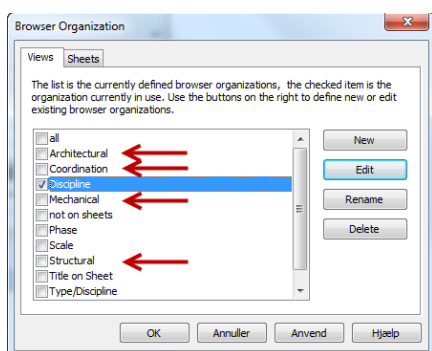 Browser Organization
Views Sheets
The list is the currently defined browser organizations, the checked item is the
organization currently in use. Use the buttons on the right to define new or edit
existing browser organizations.
all
Architectural
Coordination
Discipline
Mechanical
not on sheets
Phase
Scale
Structural
Title on Sheet
Type/Discipline
New
Edit
Rename
Delete
OK Annuller Anvend Hjælp